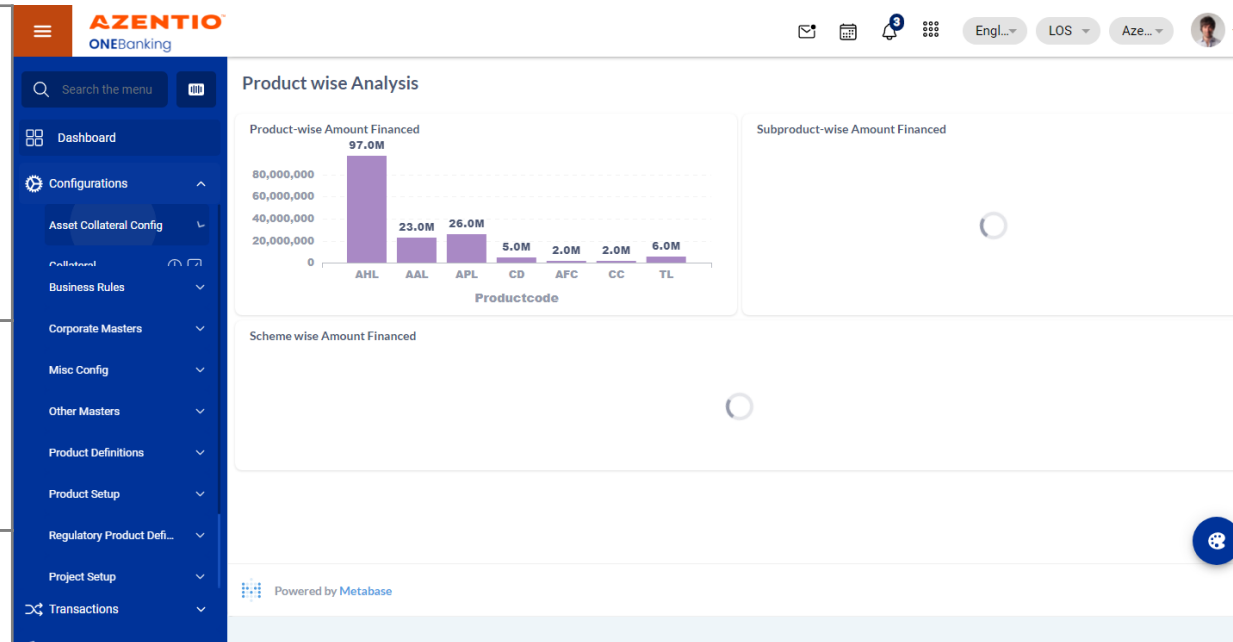 AZENTIO
ONEBanking
3
Engl...
LOS
Aze...
Search the menu
Dashboard
Configurations
Asset Collateral Config
Collateral
Business Rules
Corporate Masters
Misc Config
Other Masters
Product Definitions
Product Setup
Regulatory Product Defi...
Project Setup
Transactions
Product wise Analysis
Product-wise Amount Financed
97.0M
80,000,000
60,000,000
40,000,000
20,000,000
0
23.0M
26.0M
5.0M
2.0M
2.0M
6.0M
AHL AAL APL CD AFC CC TL
Productcode
Subproduct-wise Amount Financed
Scheme wise Amount Financed
Powered by Metabase